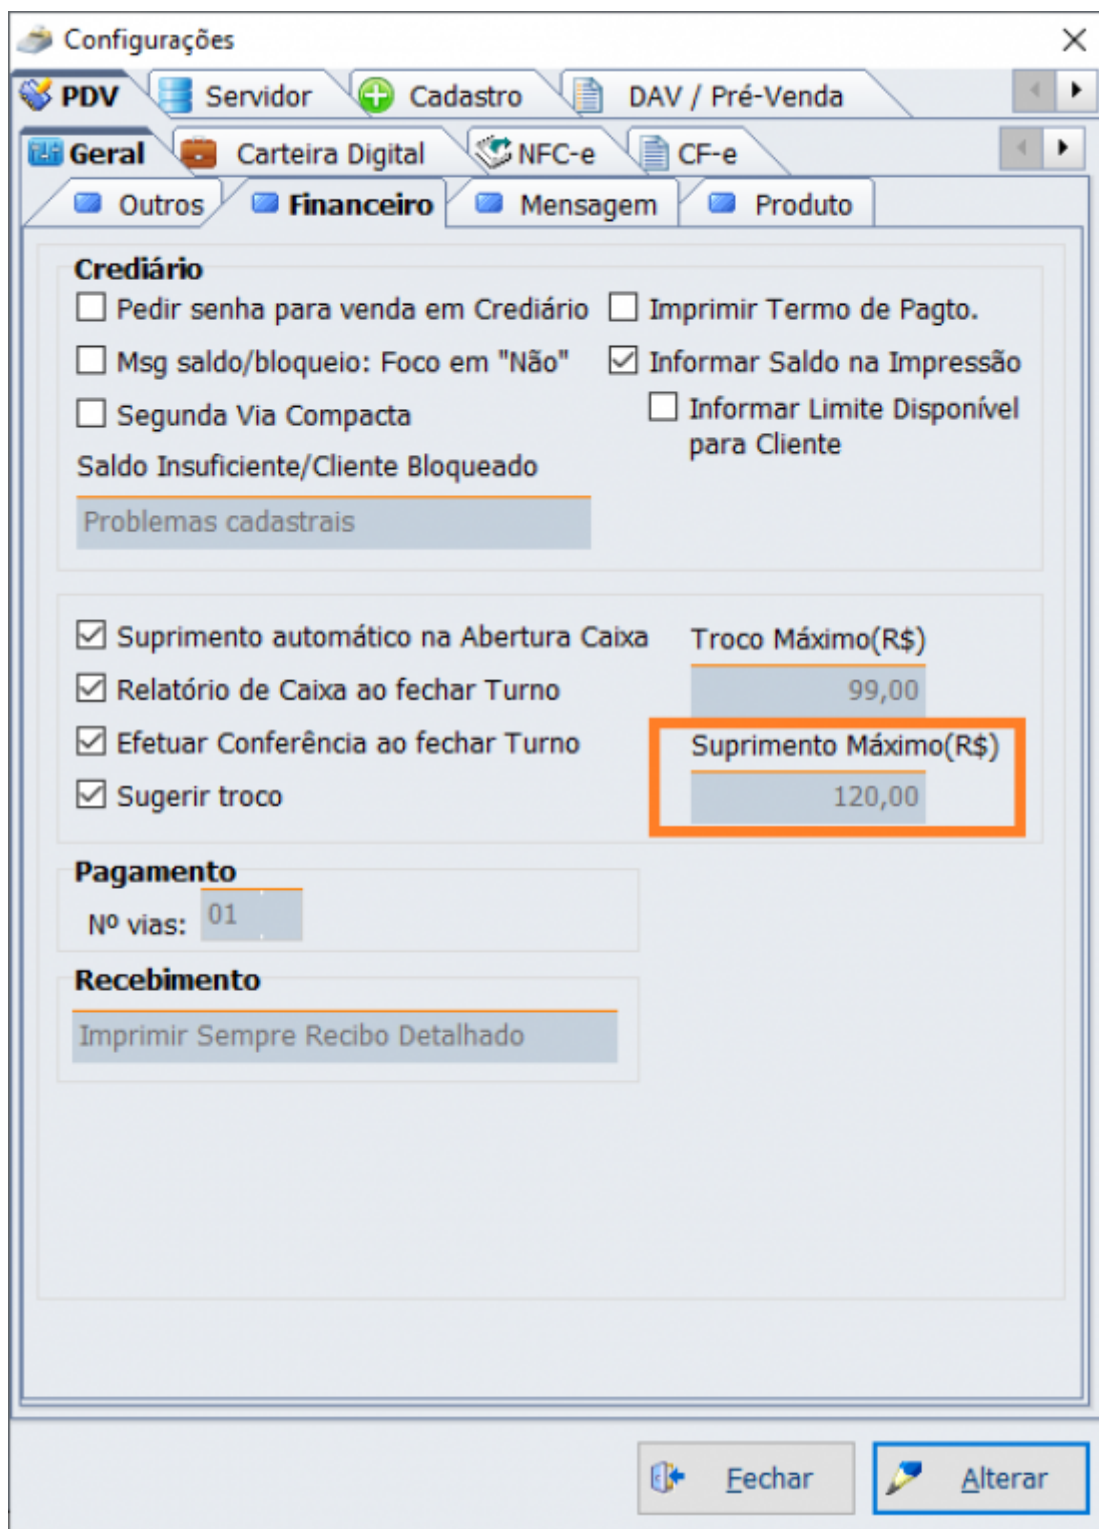 Configurações
PDV Servidor Cadastro DAV / Pré-Venda
Geral Carteira Digital NFC-e CF-e
Outros Financeiro Mensagem Produto
Crediário
Pedir senha para venda em Crediário Imprimir Termo de Pagto.
Msg saldo/bloqueio: Foco em "Não" Informar Saldo na Impressão
Segunda Via Compacta Informar Limite Disponível
para Cliente
Saldo Insuficiente/Cliente Bloqueado
Problemas cadastrais
Suprimento automático na Abertura Caixa Troco Máximo(R$)
Relatório de Caixa ao fechar Turno 99,00
Efetuar Conferência ao fechar Turno Suprimento Máximo(R$)
Sugerir troco 120,00
Pagamento
Nº vias: 01
Recebimento
Imprimir Sempre Recibo Detalhado
Fechar Alterar